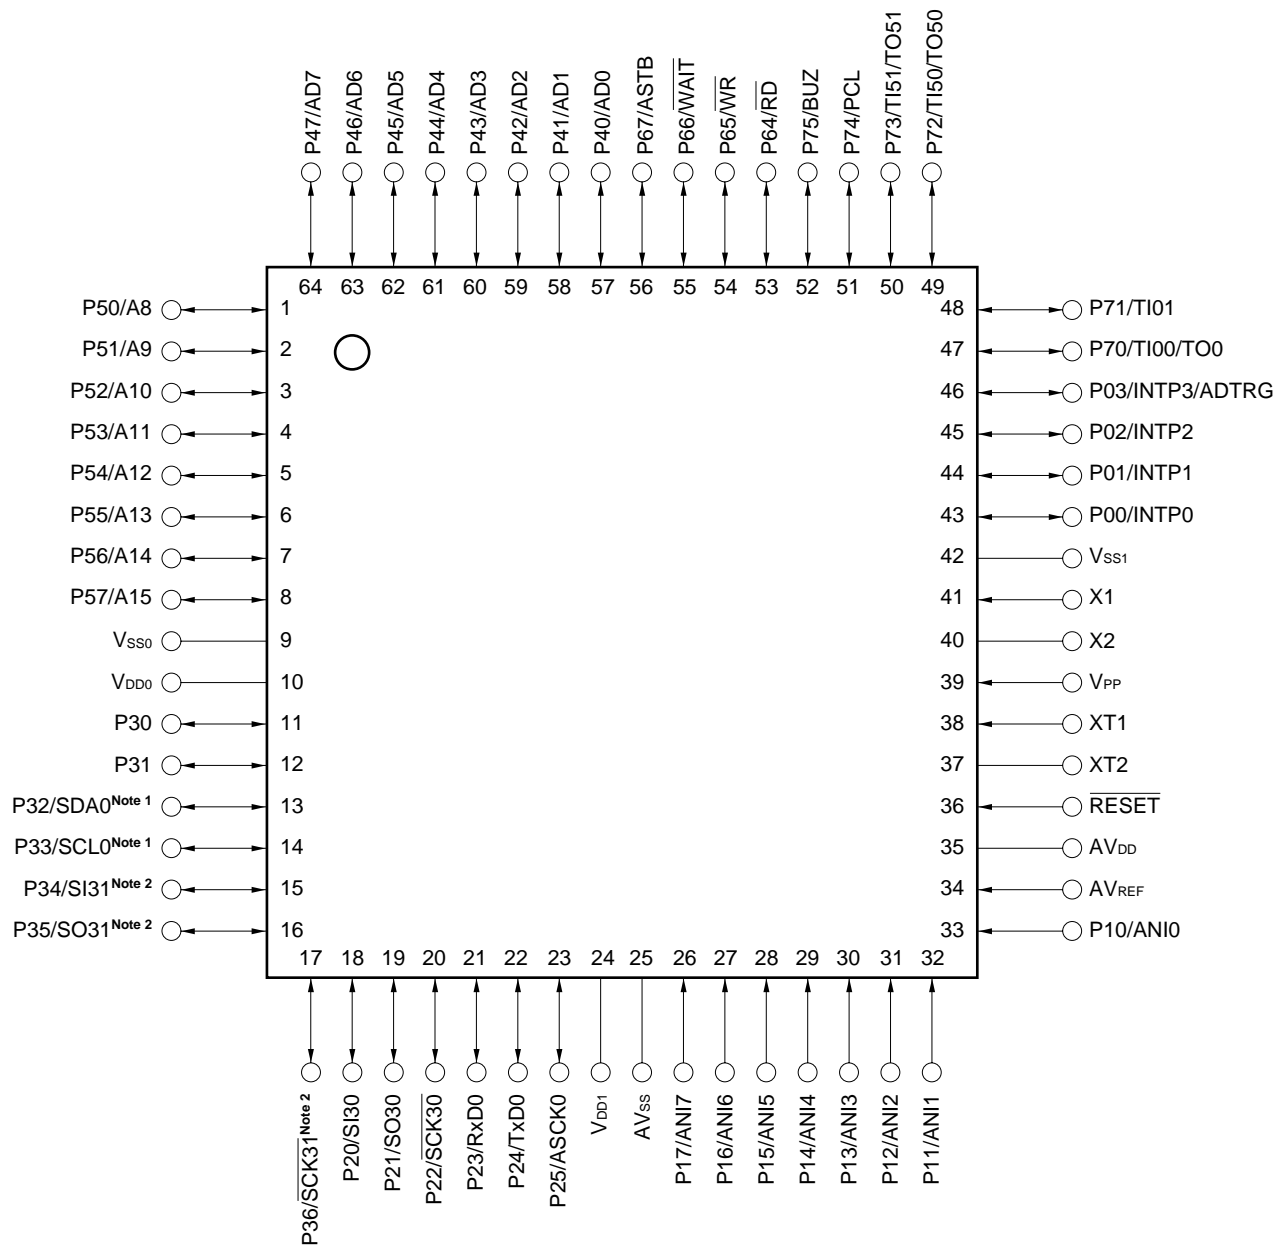 P47/AD7
P46/AD6
P45/AD5
P44/AD4
P43/AD3
P42/AD2
P41/AD1
P40/AD0
P67/ASTB
P66/WAIT
P65/WR
P64/RD
P75/BUZ
P74/PCL
P73/TI51/TO51
P72/TI50/TO50
64 63 62 61 60 59 58 57 56 55 54 53 52 51 50 49
P50/A8 1
P51/A9 2
P52/A10 3
P53/A11 4
P54/A12 5
P55/A13 6
P56/A14 7
P57/A15 8
VSS0 9
VDD0 10
P30 11
P31 12
P32/SDA0Note 1 13
P33/SCL0Note 1 14
P34/SI31Note 2 15
P35/SO31Note 2 16
48 P71/TI01
47 P70/TI00/TO0
46 P03/INTP3/ADTRG
45 P02/INTP2
44 P01/INTP1
43 P00/INTP0
42 VSS1
41 X1
40 X2
39 VPP
38 XT1
37 XT2
36 RESET
35 AVDD
34 AVREF
33 P10/ANI0
17 18 19 20 21 22 23 24 25 26 27 28 29 30 31 32
P36/SCK31Note 2
P20/SI30
P21/SO30
P22/SCK30
P23/RxD0
P24/TxD0
P25/ASCK0
VDD1
AVSS
P17/ANI7
P16/ANI6
P15/ANI5
P14/ANI4
P13/ANI3
P12/ANI2
P11/ANI1